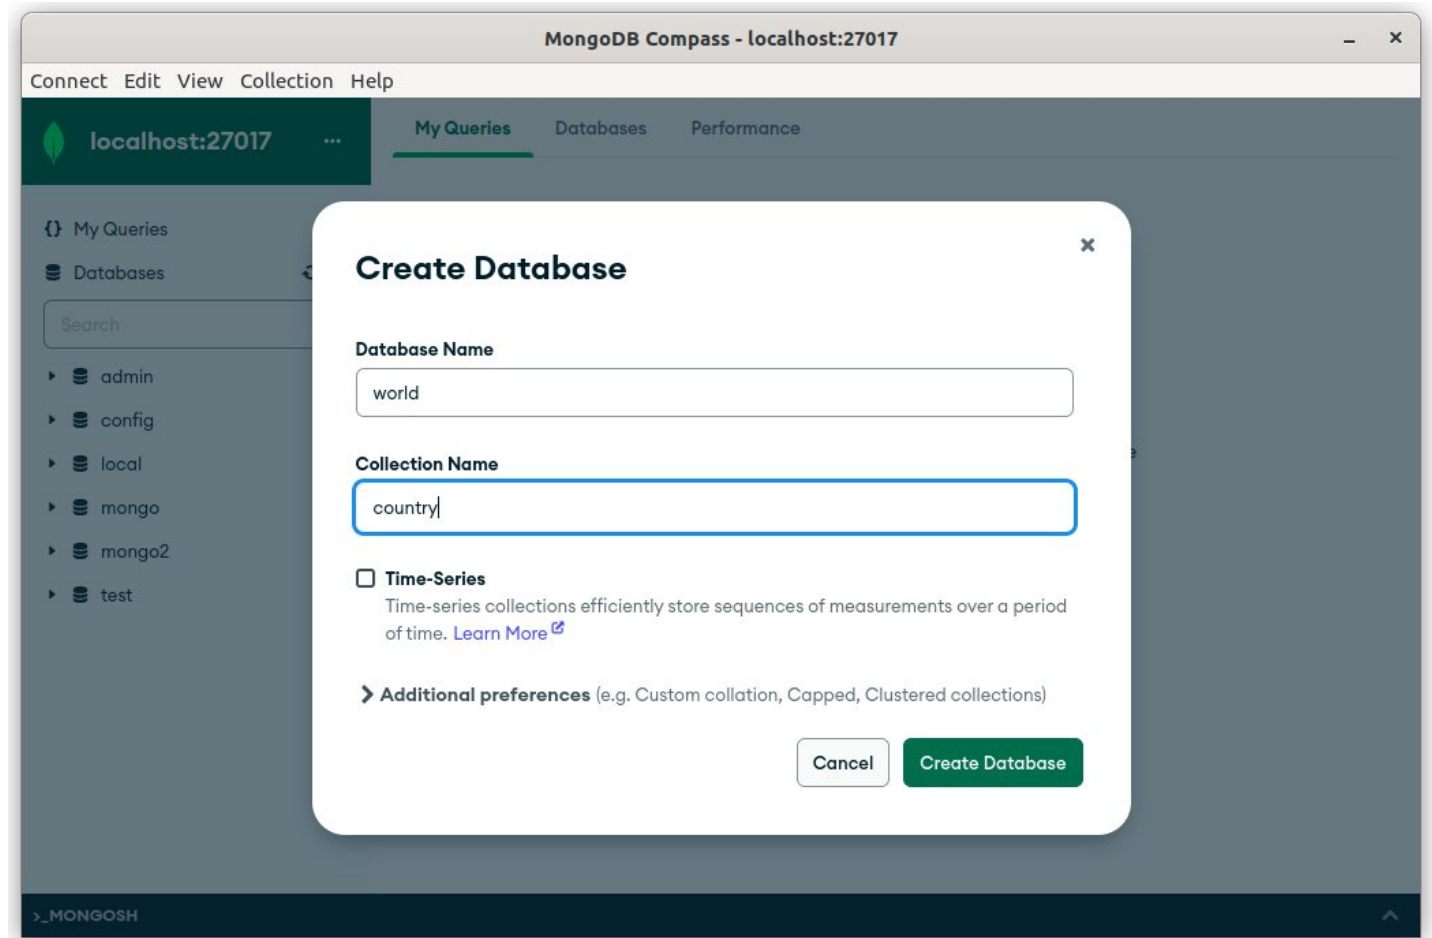 MongoDB Compass - localhost:27017
Connect Edit View Collection Help
localhost:27017
My Queries Databases Performance
{} My Queries
Databases
Search
admin
config
local
mongo
mongo2
test
Create Database
Database Name
world
Collection Name
country
Time-Series
Time-series collections efficiently store sequences of measurements over a period
of time. Learn More
Additional preferences (e.g. Custom collation, Capped, Clustered collections)
Cancel Create Database
>_MONGOSH